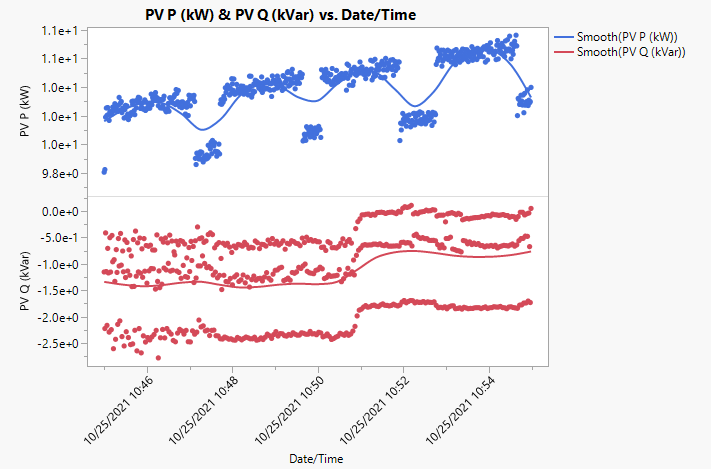 PV P (kW) & PV Q (kVar) vs. Date/Time
Smooth(PV P (kW))
Smooth(PV Q (kVar))
PV P (kW)
1.1e+1
1.1e+1
1.0e+1
1.0e+1
1.0e+1
9.8e+0
PV Q (kVar)
0.0e+0
-5.0e-1
-1.0e+0
-1.5e+0
-2.0e+0
-2.5e+0
10/25/2021 10:46
10/25/2021 10:48
10/25/2021 10:50
10/25/2021 10:52
10/25/2021 10:54
Date/Time